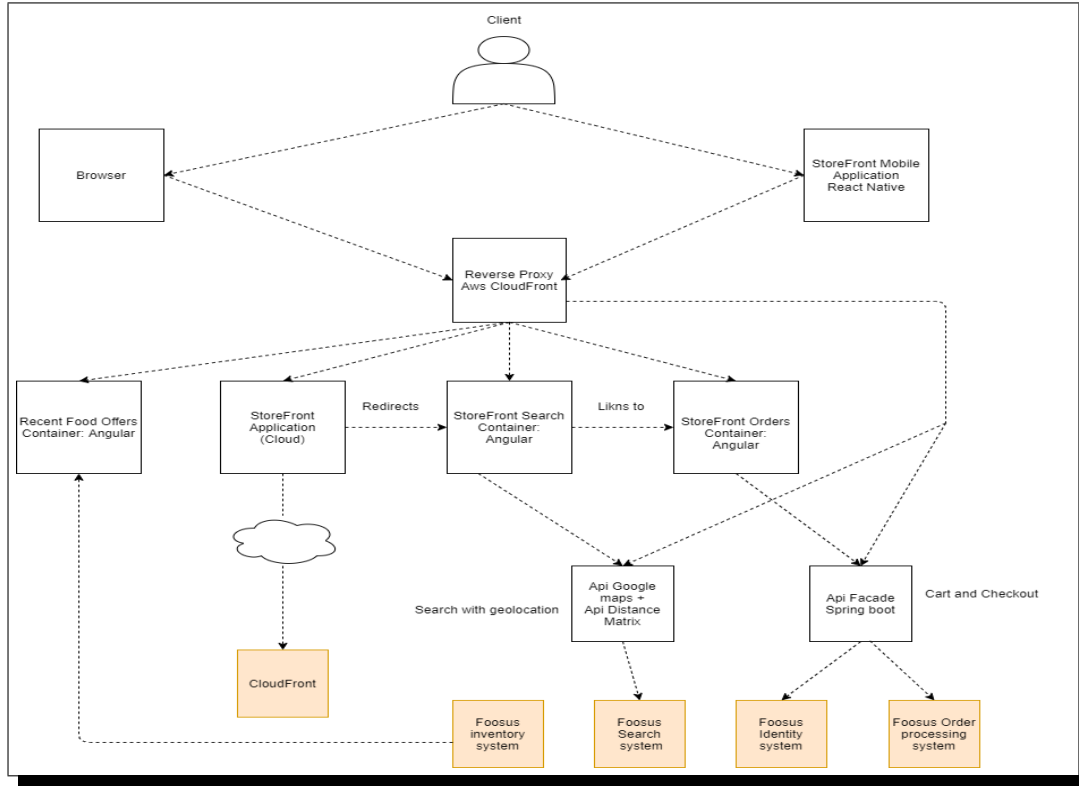 Client
Browser
StoreFront Mobile
Application
React Native
Reverse Proxy
Aws CloudFront
Recent Food Offers
Container: Angular
StoreFront
Application
(Cloud)
Redirects
StoreFront Search
Container:
Angular
Likns to
StoreFront Orders
Container:
Angular
Search with geolocation
Api Google
maps +
Api Distance
Matrix
Api Facade
Spring boot
Cart and Checkout
CloudFront
Foosus
inventory
system
Foosus
Search
system
Foosus
Identity
system
Foosus Order
processing
system